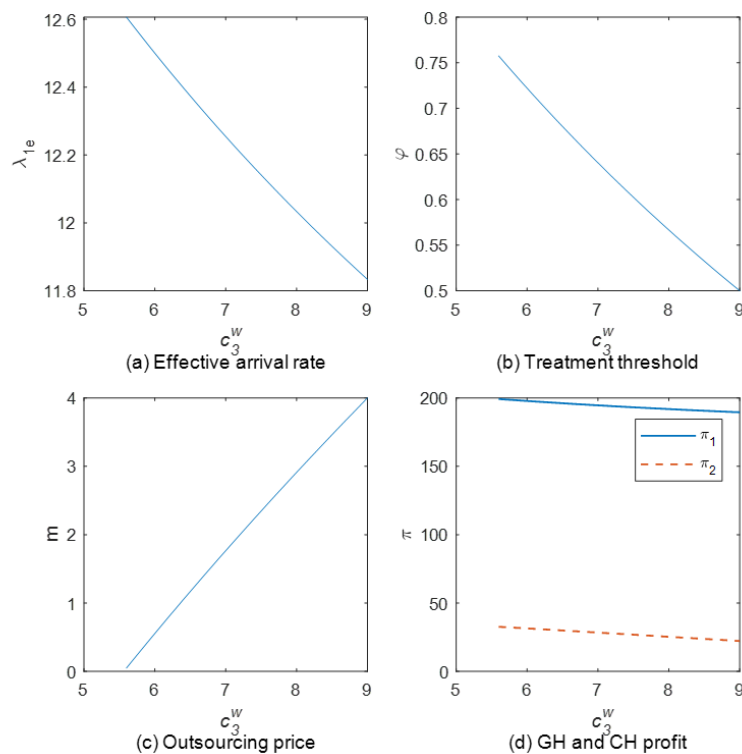 12.6
12.4
12.2
12
11.8
λ1e
5 6 7 8 9
c3w
(a) Effective arrival rate
0.8
0.75
0.7
0.65
0.6
0.55
0.5
φ
5 6 7 8 9
c3w
(b) Treatment threshold
4
3
2
1
0
m
5 6 7 8 9
c3w
(c) Outsourcing price
200
150
100
50
0
π
π1
π2
5 6 7 8 9
c3w
(d) GH and CH profit